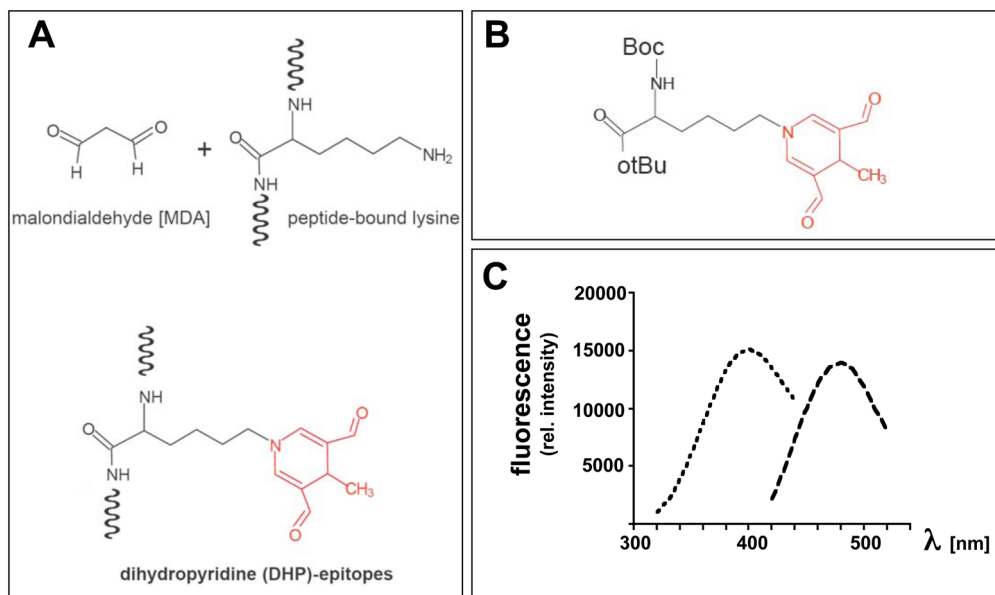 A
O
O
H
H
+
NH
O
NH
NH₂
malondialdehyde [MDA]
peptide-bound lysine
NH
O
NH
N
O
CH₃
O
dihydropyridine (DHP)-epitopes
B
Boc
NH
O
otBu
N
O
CH₃
O
C
fluorescence
(rel. intensity)
20000
15000
10000
5000
300
400
500
λ [nm]